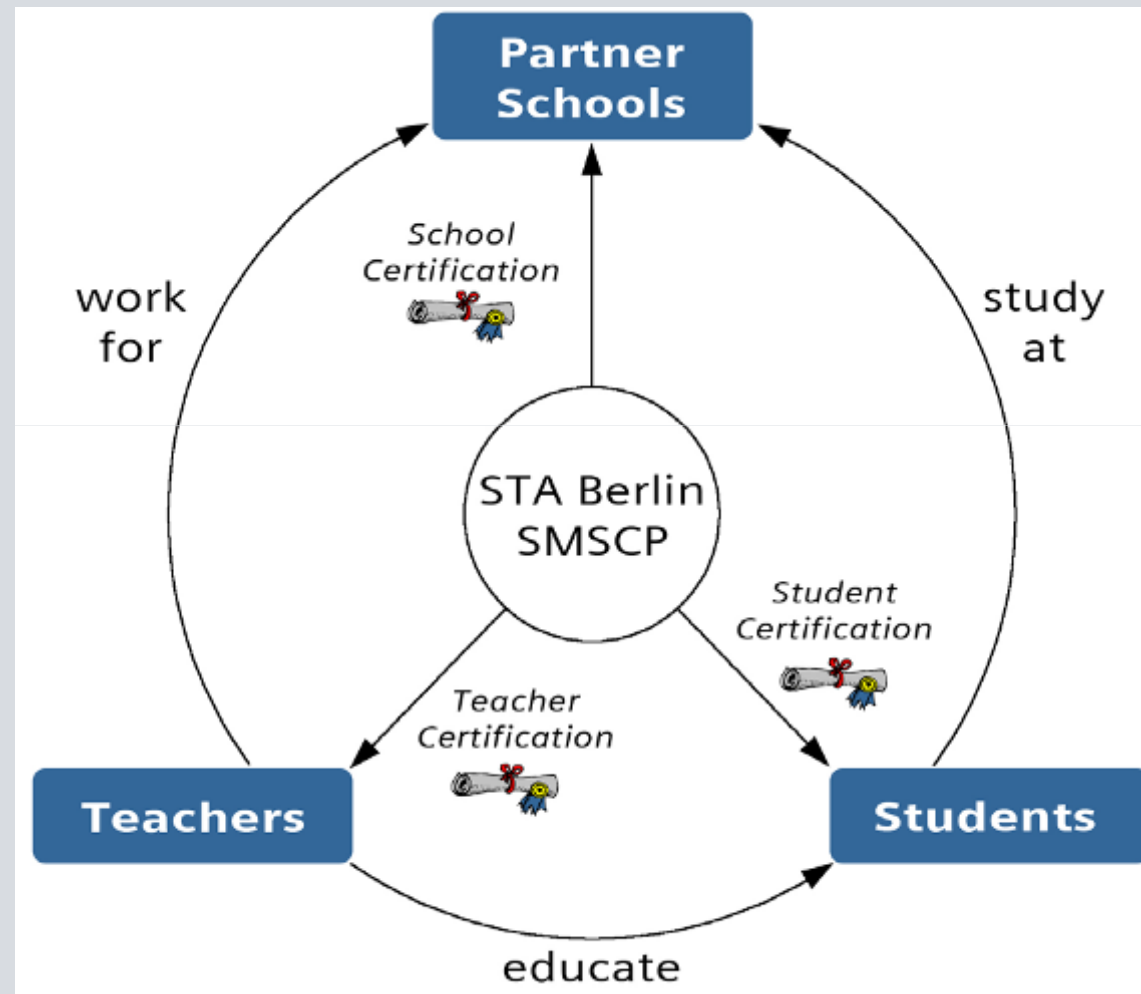 Partner
Schools
School
Certification
work
for
study
at
STA Berlin
SMSCP
Student
Certification
Teacher
Certification
Teachers
Students
educate